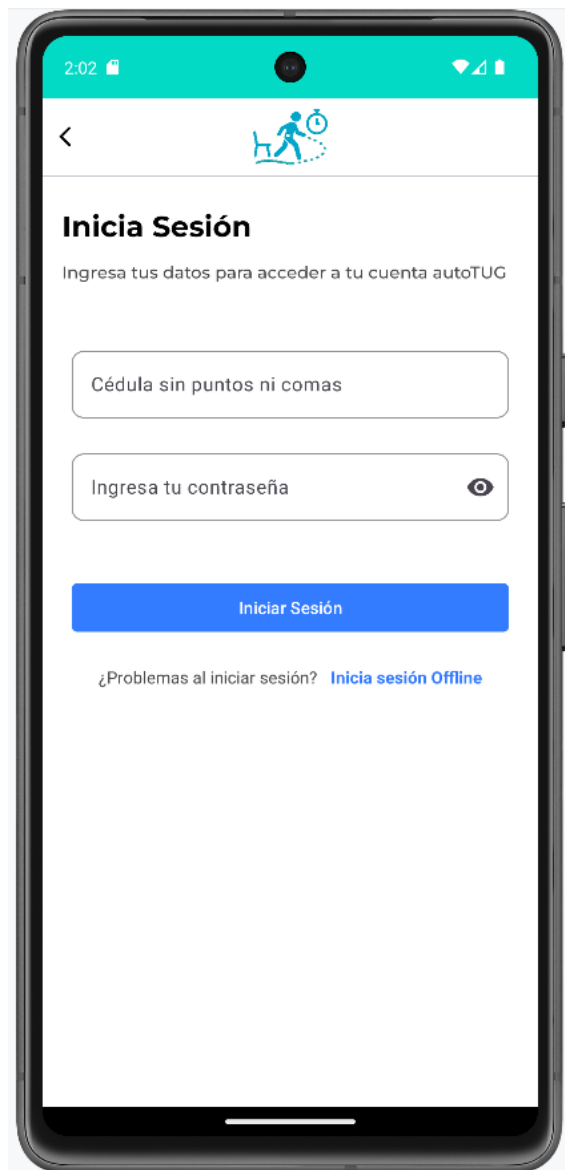 2:02
Inicia Sesión
Ingresa tus datos para acceder a tu cuenta autoTUG
Cédula sin puntos ni comas
Ingresa tu contraseña
Iniciar Sesión
¿Problemas al iniciar sesión? Inicia sesión Offline